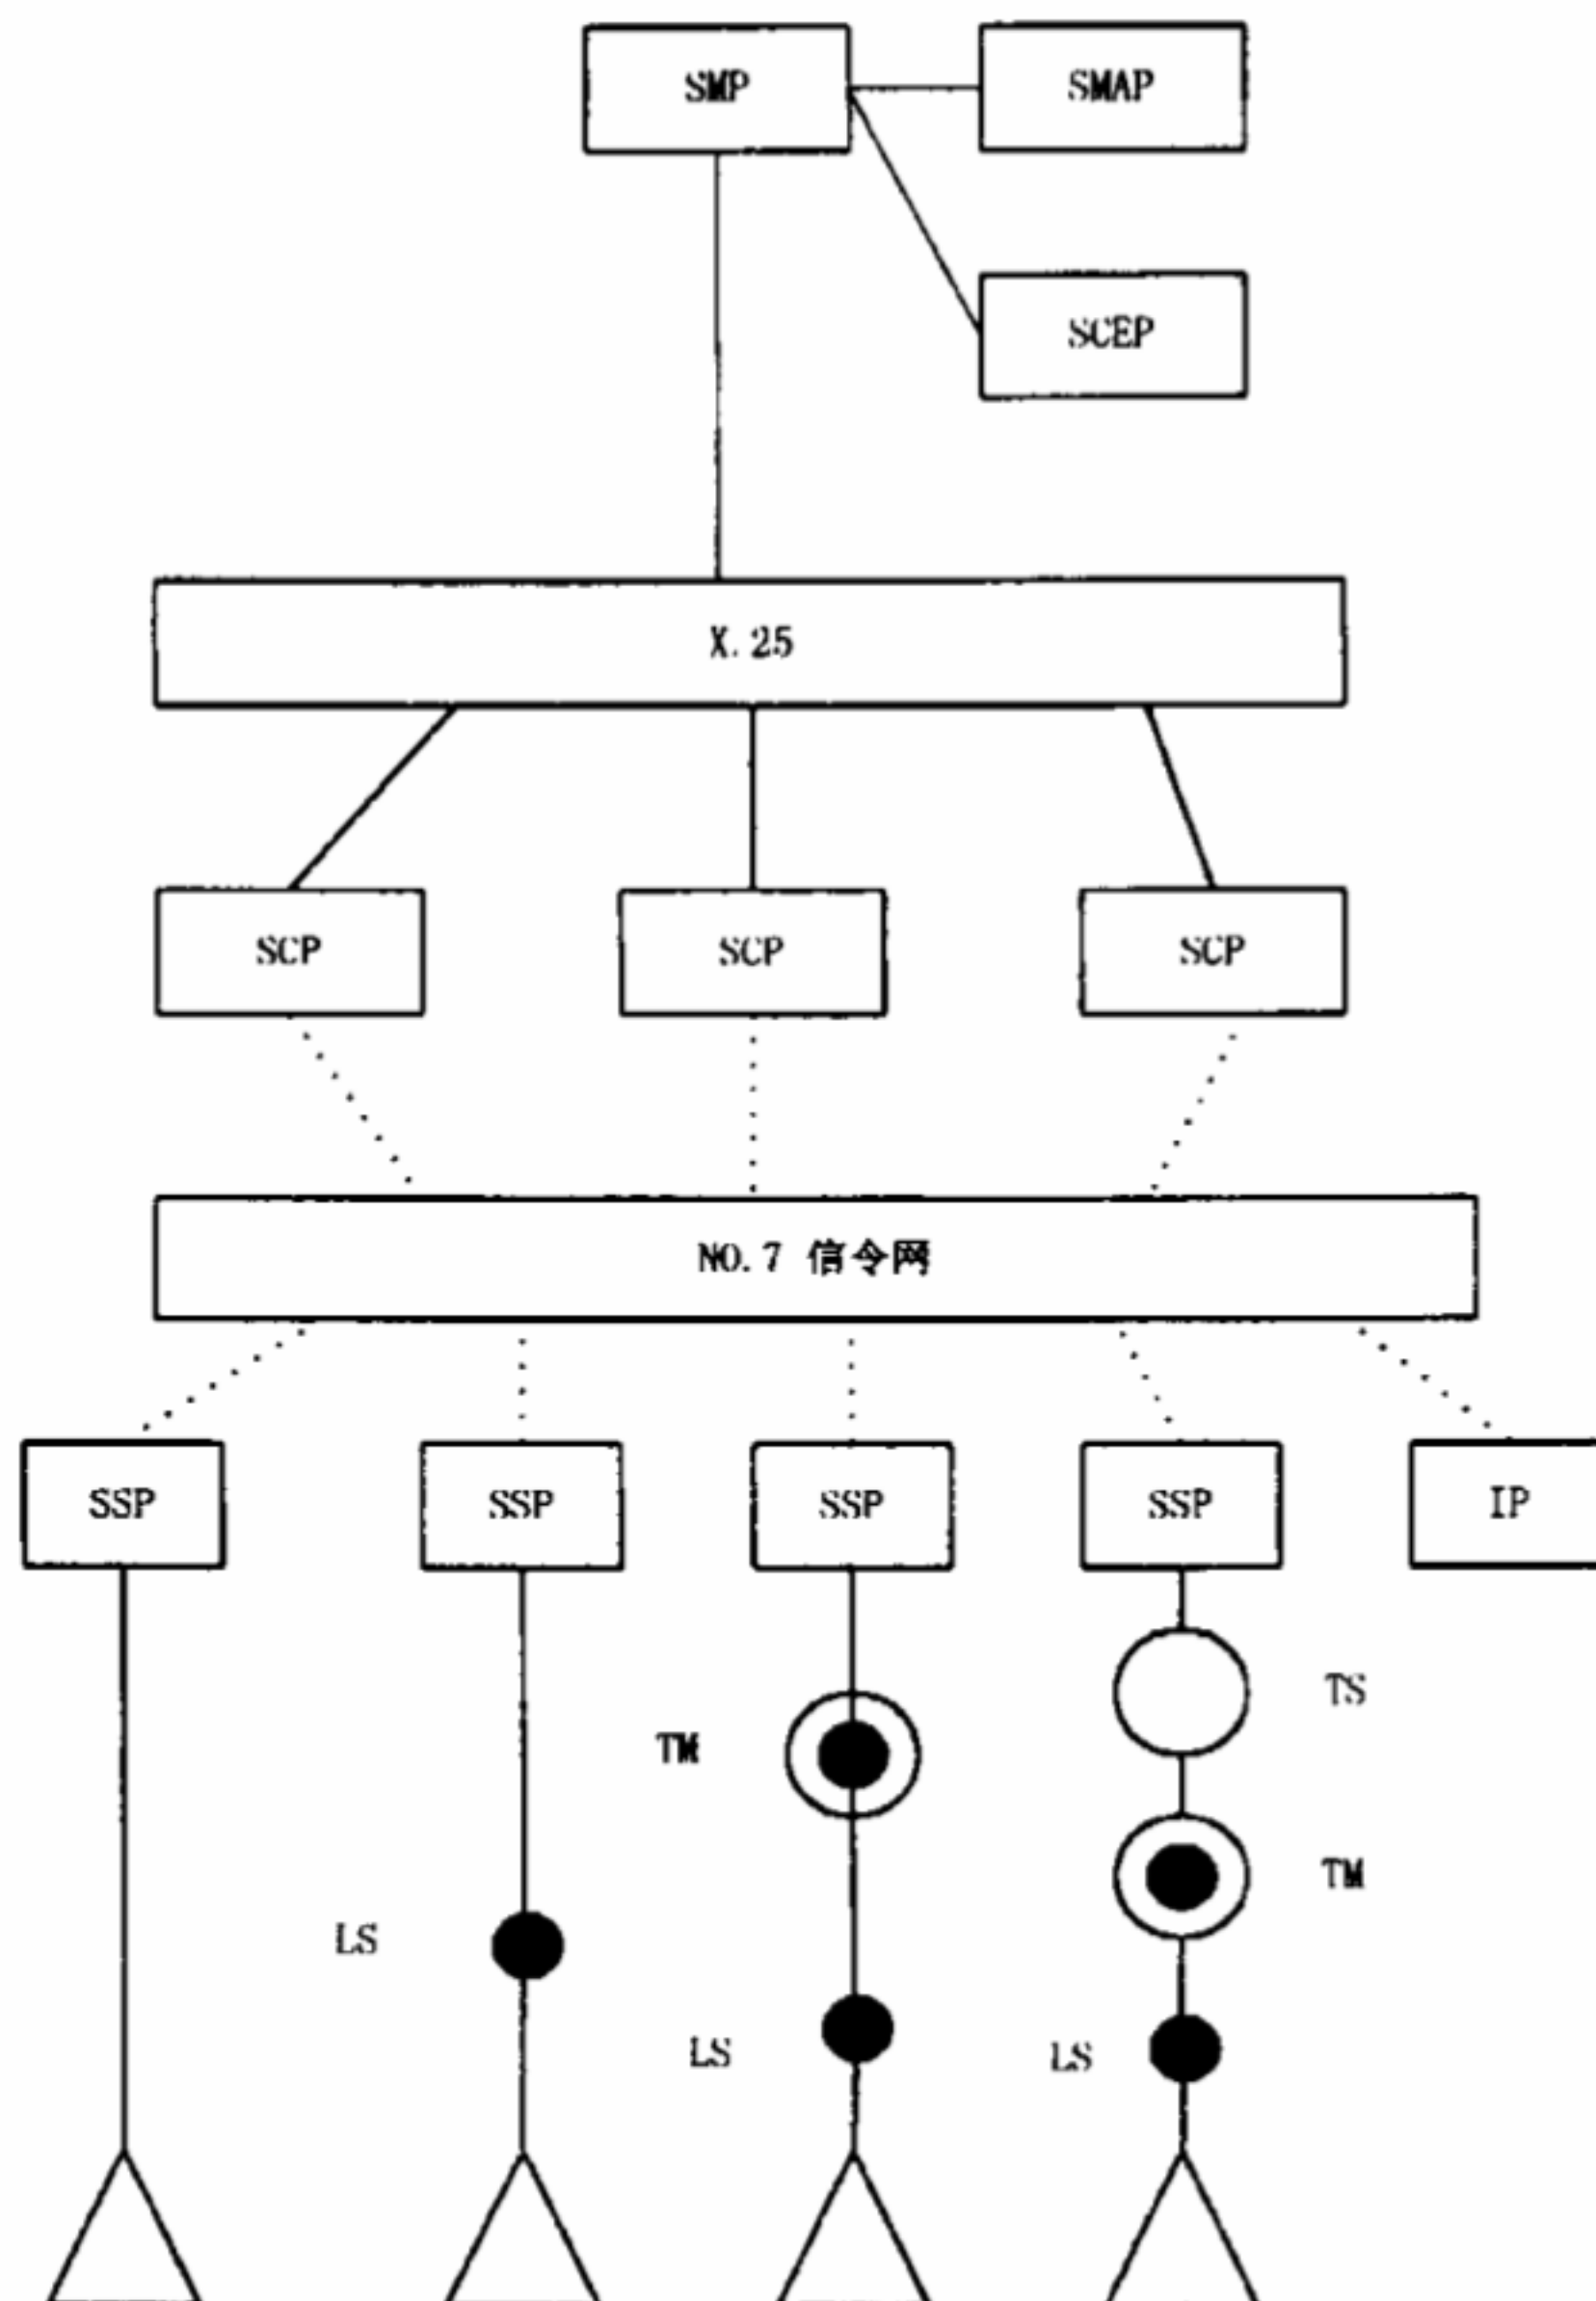 SMP
SMAP
SCEP
X.25
SCP
SCP
SCP
NO.7 信令网
SSP
SSP
SSP
SSP
IP
TS
TM
TM
LS
LS
LS